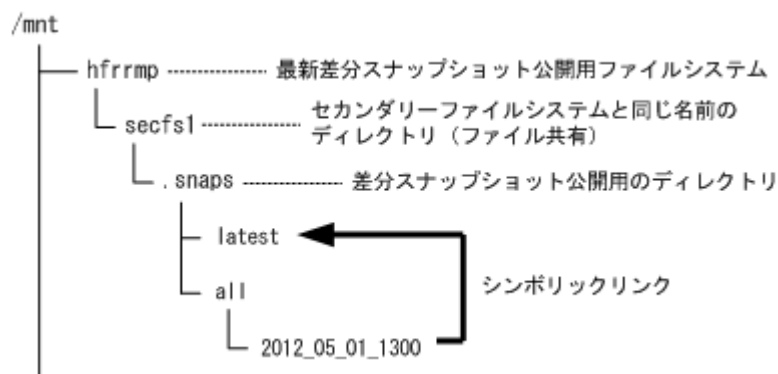 /mnt
hfrrmp 最新差分スナップショット公開用ファイルシステム
secfs1 セカンダリーファイルシステムと同じ名前の
ディレクトリ（ファイル共有）
.snaps 差分スナップショット公開用のディレクトリ
latest
シンボリックリンク
all
2012_05_01_1300